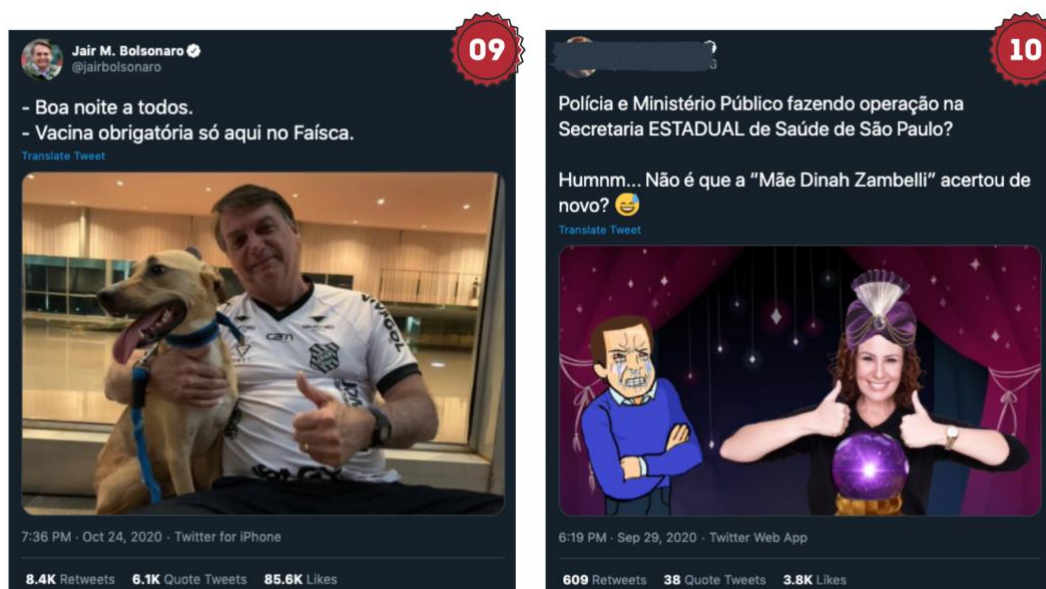 09
Jair M. Bolsonaro
@jairbolsonaro
- Boa noite a todos.
- Vacina obrigatória só aqui no Faísca.
Translate Tweet
7:36 PM · Oct 24, 2020 · Twitter for iPhone
8.4K Retweets 6.1K Quote Tweets 85.6K Likes
10
Polícia e Ministério Público fazendo operação na
Secretaria ESTADUAL de Saúde de São Paulo?
Humnm... Não é que a “Mãe Dinah Zambelli” acertou de
novo? 😅
Translate Tweet
6:19 PM · Sep 29, 2020 · Twitter Web App
609 Retweets 38 Quote Tweets 3.8K Likes